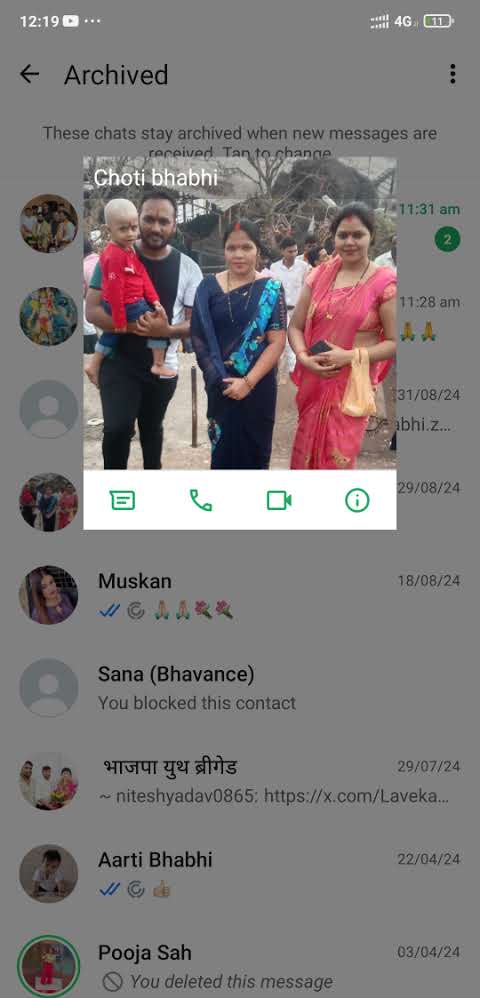 12:19
4G
11
Archived
These chats stay archived when new messages are
received. Tap to change
Choti bhabhi
11:31 am
2
11:28 am
🙏🙏
31/08/24
abhi.z...
29/08/24
Muskan
18/08/24
🙏🙏💐💐
Sana (Bhavance)
You blocked this contact
भाजपा युथ ब्रीगेड
29/07/24
~ niteshyadav0865: https://x.com/Laveka...
Aarti Bhabhi
22/04/24
👍
Pooja Sah
03/04/24
You deleted this message